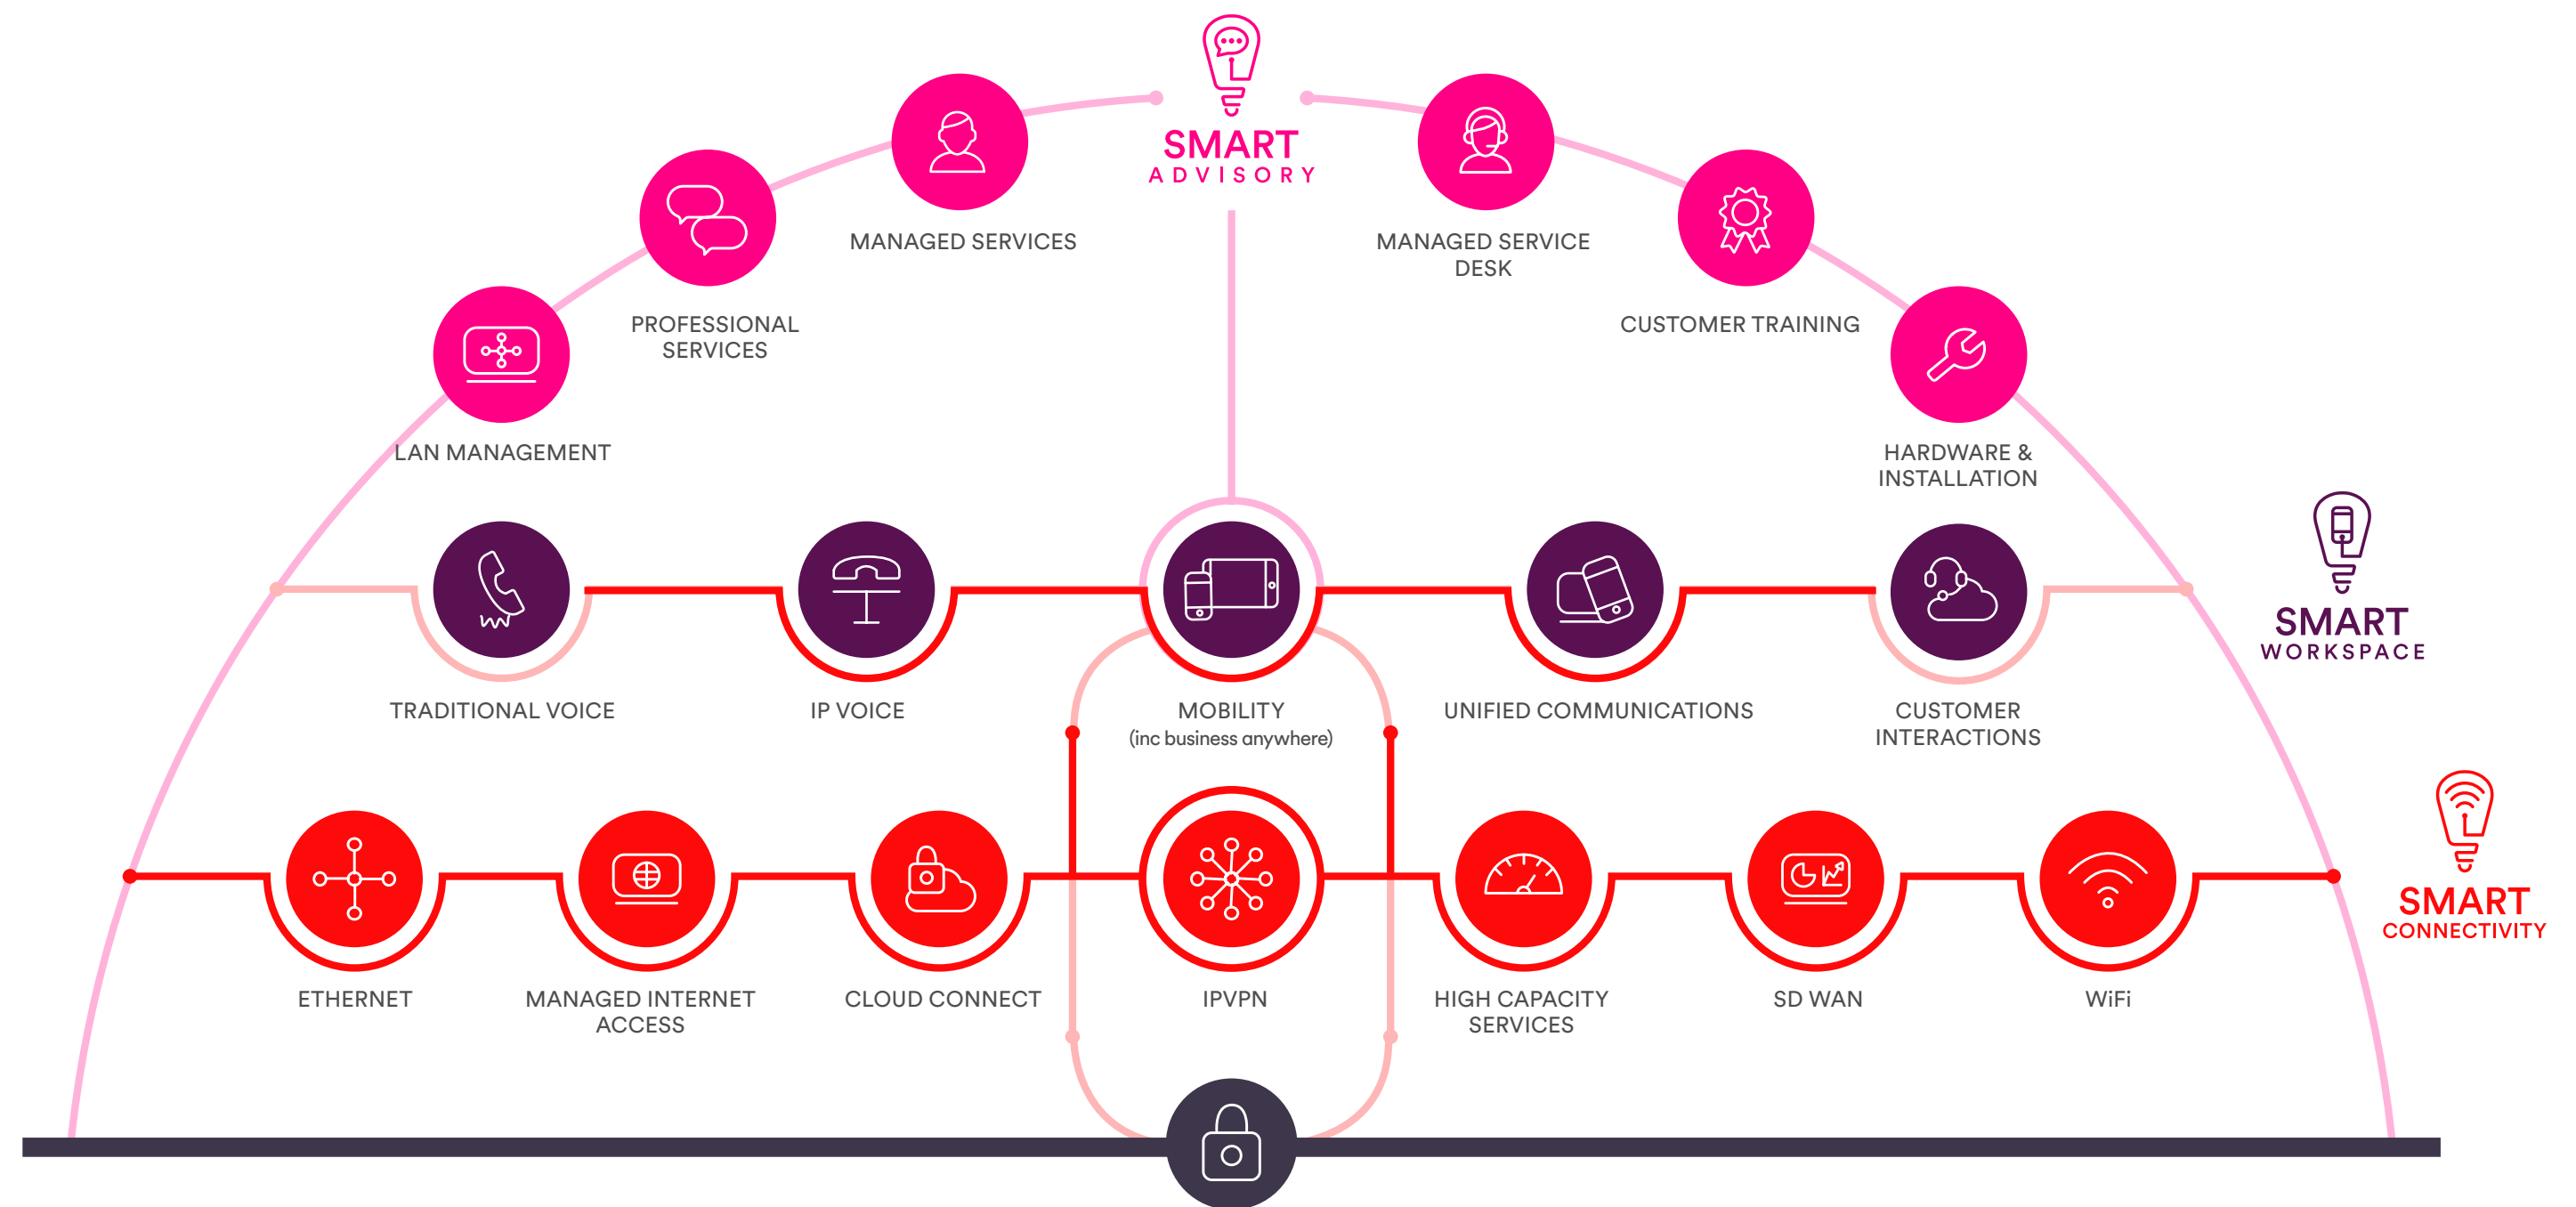 SMART
ADVISORY
MANAGED SERVICES
MANAGED SERVICE
DESK
PROFESSIONAL
SERVICES
CUSTOMER TRAINING
LAN MANAGEMENT
HARDWARE &
INSTALLATION
SMART
WORKSPACE
TRADITIONAL VOICE
IP VOICE
MOBILITY
(inc business anywhere)
UNIFIED COMMUNICATIONS
CUSTOMER
INTERACTIONS
SMART
CONNECTIVITY
ETHERNET
MANAGED INTERNET
ACCESS
CLOUD CONNECT
IPVPN
HIGH CAPACITY
SERVICES
SD WAN
WiFi